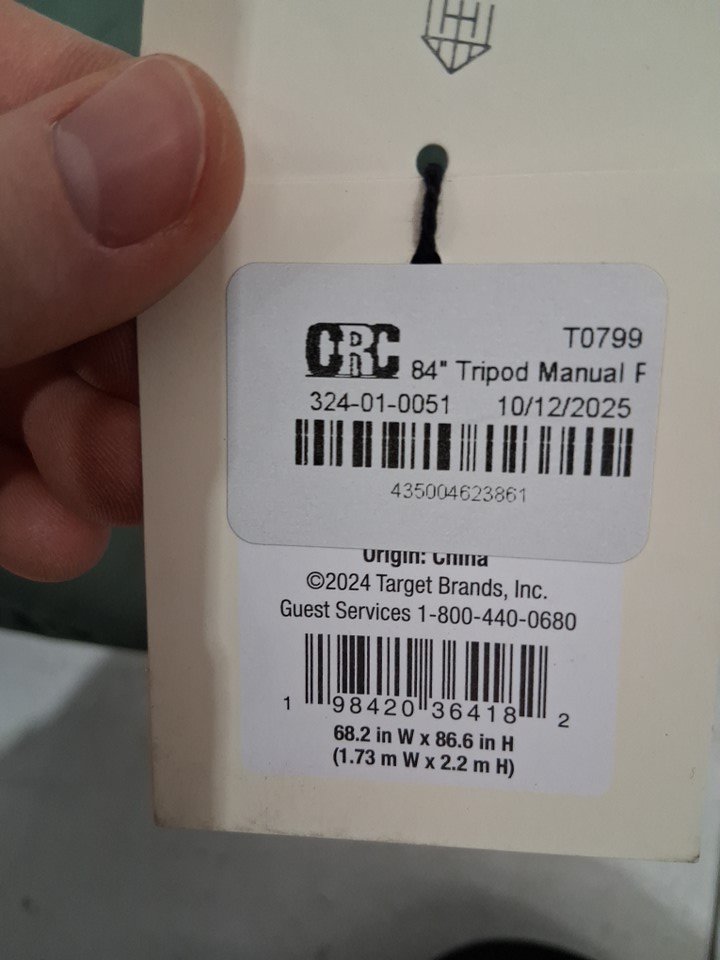 CRC
T0799
84" Tripod Manual F
324-01-0051 10/12/2025
435004623861
Origin: China
©2024 Target Brands, Inc.
Guest Services 1-800-440-0680
1 98420 36418 2
68.2 in W x 86.6 in H
(1.73 m W x 2.2 m H)